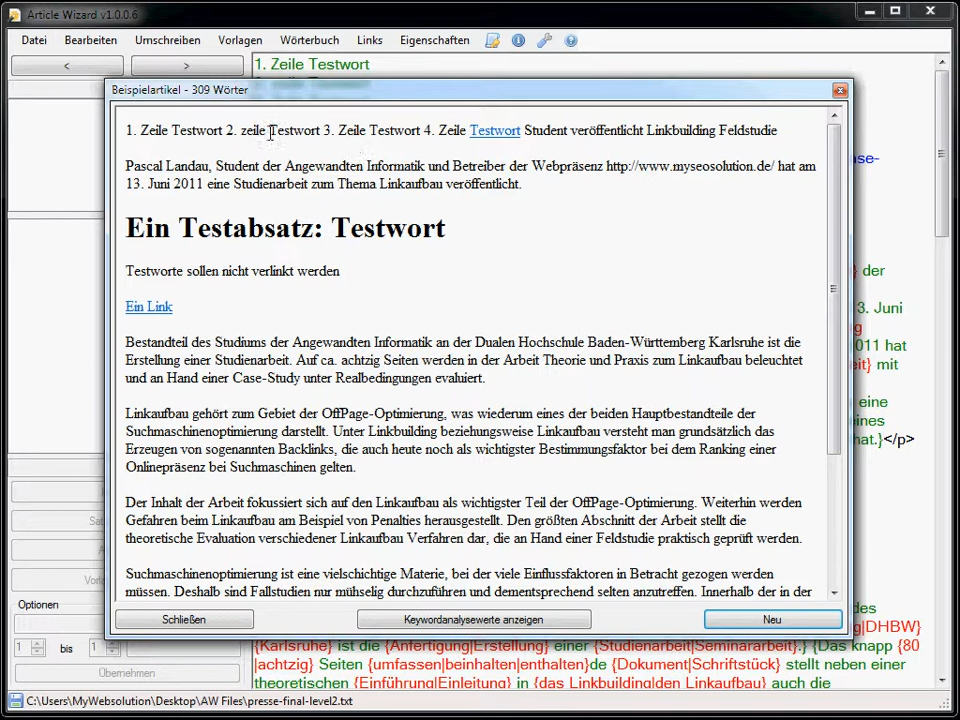 Article Wizard v1.0.0.6
Datei Bearbeiten Umschreiben Vorlagen Wörterbuch Links Eigenschaften
< >
1. Zeile Testwort
Beispielartikel - 309 Wörter
1. Zeile Testwort 2. zeile Testwort 3. Zeile Testwort 4. Zeile Testwort Student veröffentlicht Linkbuilding Feldstudie
Pascal Landau, Student der Angewandten Informatik und Betreiber der Webpräsenz http://www.myseosolution.de/ hat am
13. Juni 2011 eine Studienarbeit zum Thema Linkaufbau veröffentlicht.
Ein Testabsatz: Testwort
Testworte sollen nicht verlinkt werden
Ein Link
Bestandteil des Studiums der Angewandten Informatik an der Dualen Hochschule Baden-Württemberg Karlsruhe ist die
Erstellung einer Studienarbeit. Auf ca. achtzig Seiten werden in der Arbeit Theorie und Praxis zum Linkaufbau beleuchtet
und an Hand einer Case-Study unter Realbedingungen evaluiert.
Linkaufbau gehört zum Gebiet der OffPage-Optimierung, was wiederum eines der beiden Hauptbestandteile der
Suchmaschinenoptimierung darstellt. Unter Linkbuilding beziehungsweise Linkaufbau versteht man grundsätzlich das
Erzeugen von sogenannten Backlinks, die auch heute noch als wichtigster Bestimmungsfaktor bei dem Ranking einer
Onlinepräsenz bei Suchmaschinen gelten.
Der Inhalt der Arbeit fokussiert sich auf den Linkaufbau als wichtigster Teil der OffPage-Optimierung. Weiterhin werden
Gefahren beim Linkaufbau am Beispiel von Penalties herausgestellt. Den größten Abschnitt der Arbeit stellt die
theoretische Evaluation verschiedener Linkaufbau Verfahren dar, die an Hand einer Feldstudie praktisch geprüft werden.
Suchmaschinenoptimierung ist eine vielschichtige Materie, bei der viele Einflussfaktoren in Betracht gezogen werden
müssen. Deshalb sind Fallstudien nur mühselig durchzuführen und dementsprechend selten anzutreffen. Innerhalb der in der
Schließen Keywordanalysewerte anzeigen Neu
ase-
} der
3. Juni
011 hat
eit} mit
eine
eines
hat.}</p>
Optionen
des
1 bis 1
|DHBW}
{Karlsruhe} ist die {Anfertigung|Erstellung} einer {Studienarbeit|Seminararbeit}.} {Das knapp {80
|achtzig} Seiten {umfassen|beinhalten|enthalten}de {Dokument|Schriftstück} stellt neben einer
Übernehmen
theoretischen {Einführung|Einleitung} in {das Linkbuilding|den Linkaufbau} auch die
C:\Users\MyWebsolution\Desktop\AW Files\presse-final-level2.txt